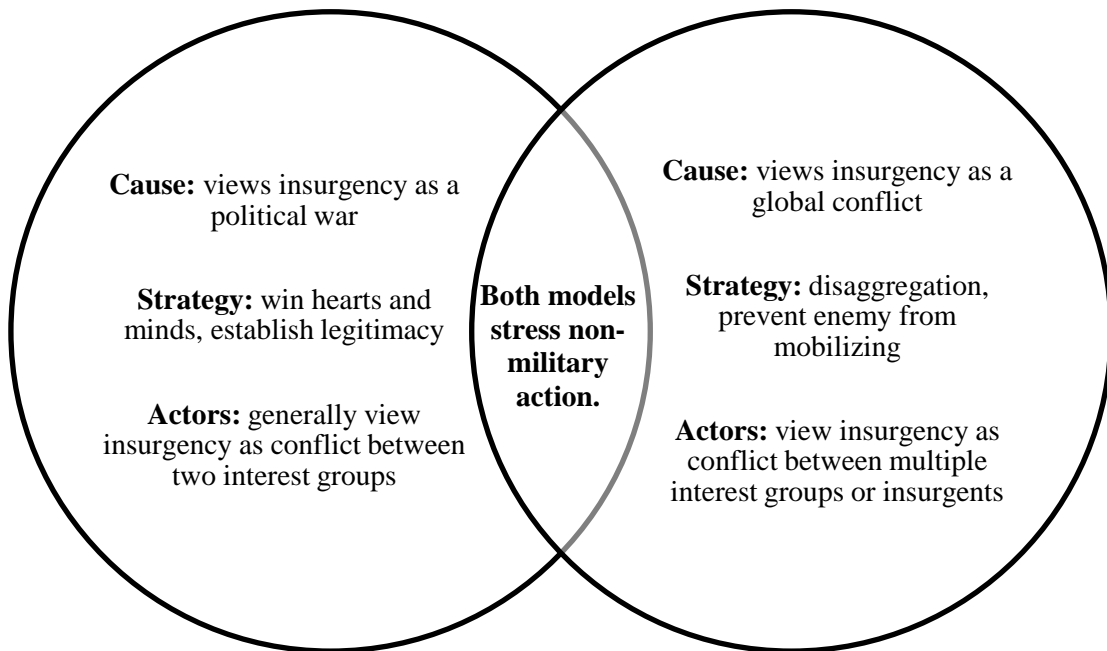 Cause: views insurgency as a
political war
Strategy: win hearts and
minds, establish legitimacy
Actors: generally view
insurgency as conflict between
two interest groups
Both models
stress non-
military
action.
Cause: views insurgency as a
global conflict
Strategy: disaggregation,
prevent enemy from
mobilizing
Actors: view insurgency as
conflict between multiple
interest groups or insurgents